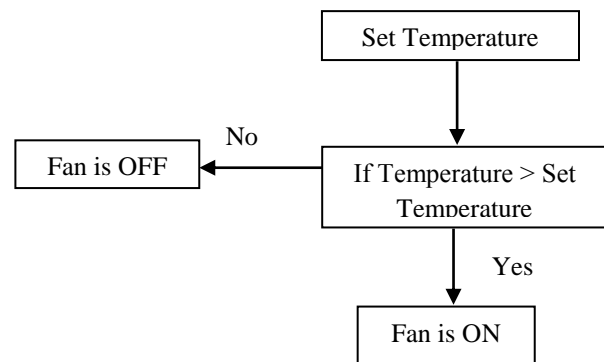 Set Temperature
No
Fan is OFF
If Temperature > Set
Temperature
Yes
Fan is ON